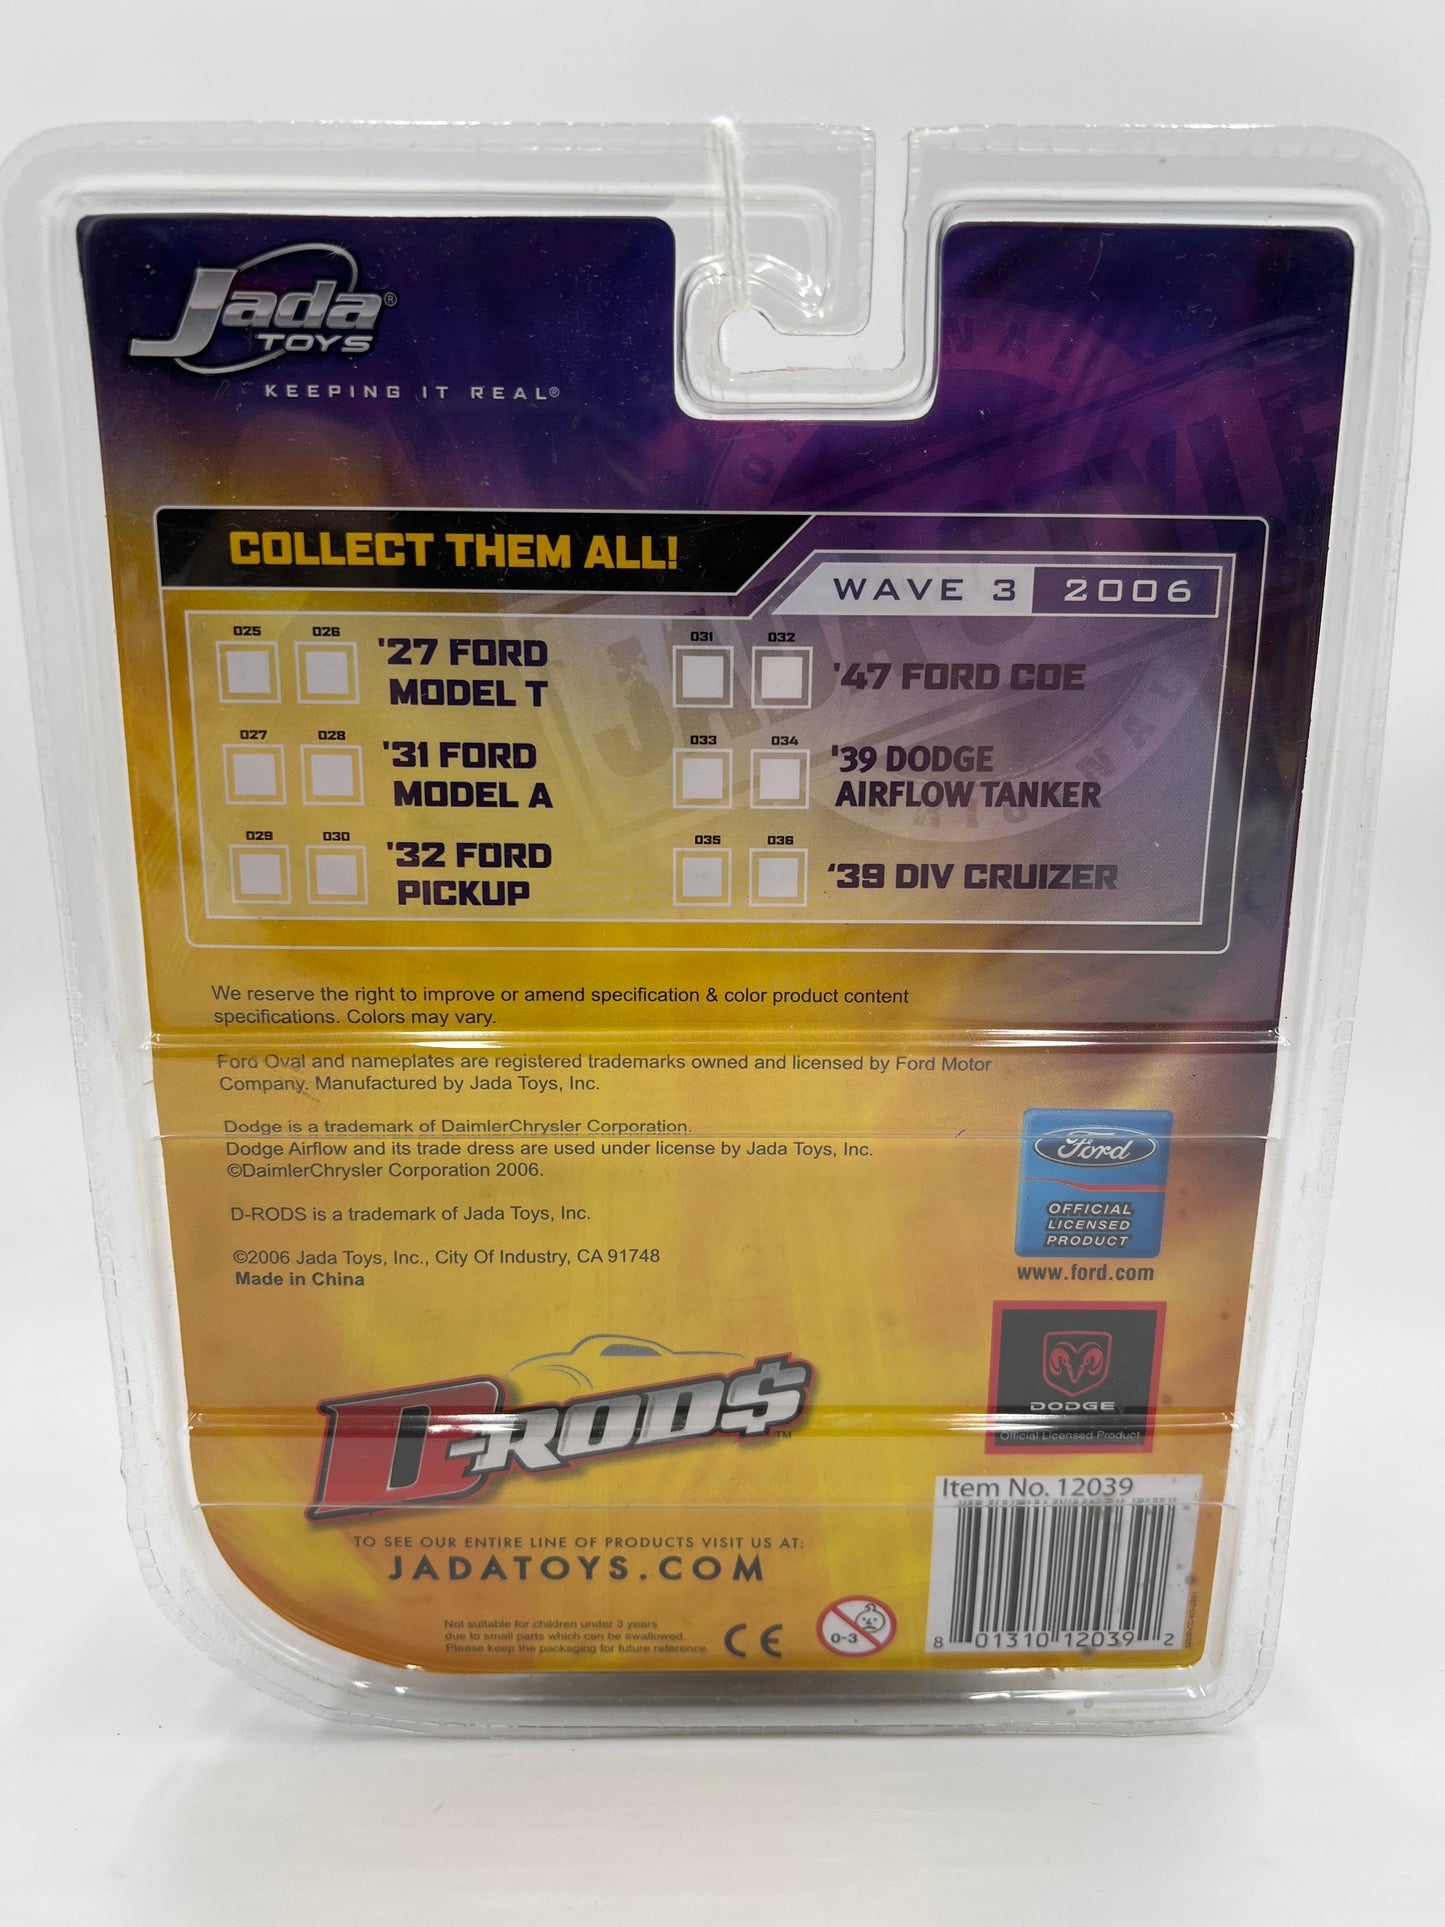 Jada®
TOYS
KEEPING IT REAL®
COLLECT THEM ALL!
WAVE 3 2006
025 026 '27 FORD
MODEL T
027 028 '31 FORD
MODEL A
029 030 '32 FORD
PICKUP
031 032 '47 FORD COE
033 034 '39 DODGE
AIRFLOW TANKER
035 036 '39 DIV CRUIZER
We reserve the right to improve or amend specification & color product content
specifications. Colors may vary.
Ford Oval and nameplates are registered trademarks owned and licensed by Ford Motor
Company. Manufactured by Jada Toys, Inc.
Dodge is a trademark of DaimlerChrysler Corporation.
Dodge Airflow and its trade dress are used under license by Jada Toys, Inc.
©DaimlerChrysler Corporation 2006.
D-RODS is a trademark of Jada Toys, Inc.
©2006 Jada Toys, Inc., City Of Industry, CA 91748
Made in China
Ford
OFFICIAL
LICENSED
PRODUCT
www.ford.com
DODGE
Official Licensed Product
D-ROD$™
TO SEE OUR ENTIRE LINE OF PRODUCTS VISIT US AT:
JADATOYS.COM
Not suitable for children under 3 years
due to small parts which can be swallowed.
Please keep the packaging for future reference.
CE
0-3
Item No. 12039
8 01310 12039 2